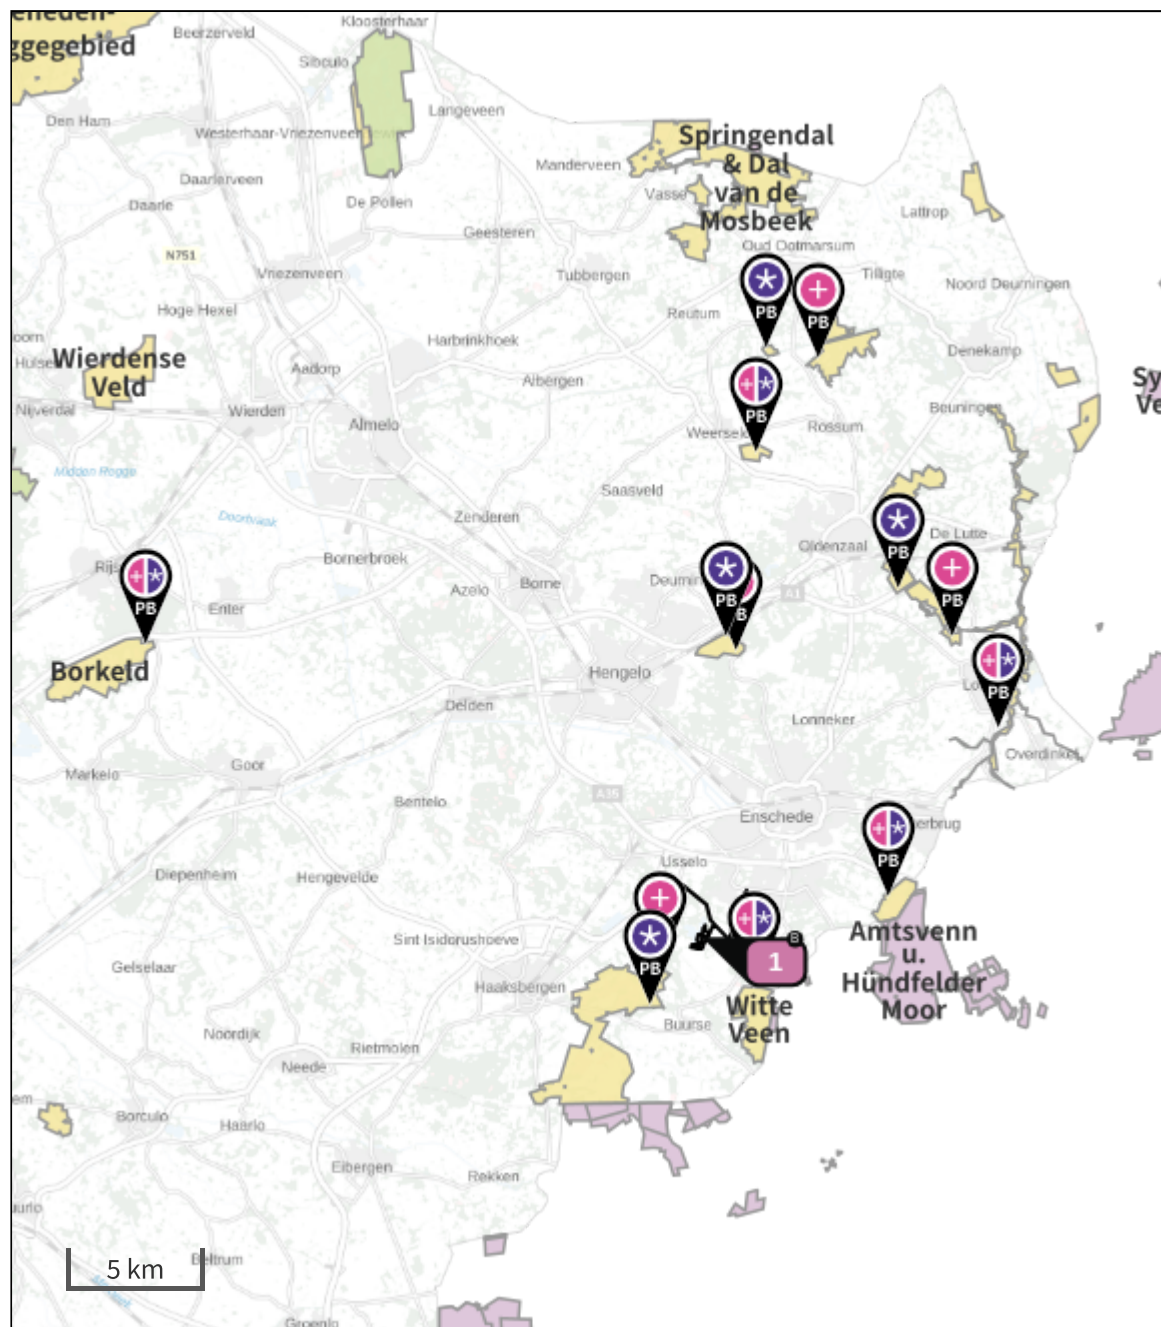 ggegebied
Kloosterhaar
Beerzerveld
Sibculo
Langeveen
Den Ham
Westerhaar-Vriezenveensewijk
Springendal
& Dal
van de
Mosbeek
Manderveen
Daarlerveen
Vasse
Daarle
De Pollen
Lattrop
Geesteren
Oud Ootmarsum
N751
Vriezenveen
Tubbergen
Tilligte
Noord Deurningen
Hoge Hexel
Reutum
PB
PB
Harbrinkhoek
Denekamp
Wierdense
Veld
Aadorp
Albergen
Nijverdal
Wierden
Beuningen
PB
Almelo
Rossum
Midden Regge
Saasveld
Doorbraak
Zenderen
De Lutte
Oldenzaal
Bornerbroek
PB
Azelo
Borne
A1
PB
PB
B
PB
Enter
Borkeld
Hengelo
PB
Delden
Lonneker
Overdinkel
Markelo
Goor
A35
Bentelo
Enschede
PB
Usselo
Diepenheim
Hengevelde
Sint Isidorushoeve
B
1
Amtsvenn
u.
Hündfelder
Moor
Gelselaar
PB
Haaksbergen
Witte
Veen
Buurse
Noordijk
Rietmolen
Neede
Borculo
Haarlo
Eibergen
Rekken
5 km
Beltrum
Groenlo